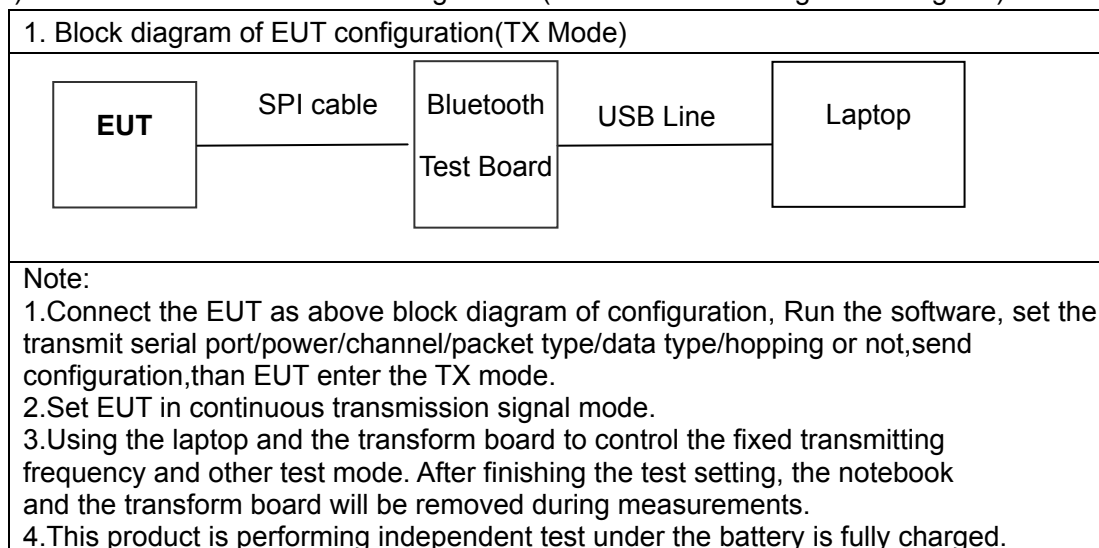 1. Block diagram of EUT configuration(TX Mode)
EUT
SPI cable
Bluetooth
Test Board
USB Line
Laptop
Note:
1.Connect the EUT as above block diagram of configuration, Run the software, set the
transmit serial port/power/channel/packet type/data type/hopping or not,send
configuration,than EUT enter the TX mode.
2.Set EUT in continuous transmission signal mode.
3.Using the laptop and the transform board to control the fixed transmitting
frequency and other test mode. After finishing the test setting, the notebook
and the transform board will be removed during measurements.
4.This product is performing independent test under the battery is fully charged.